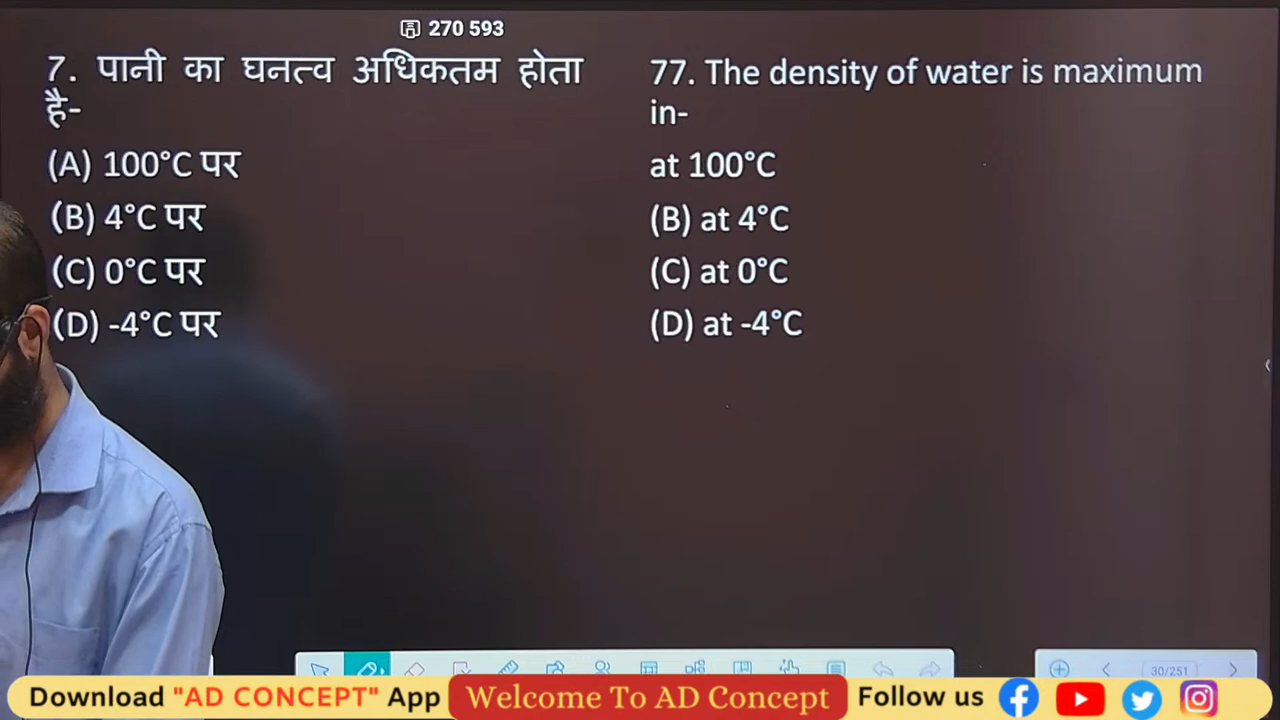 270 593
7. पानी का घनत्व अधिकतम होता
है-
(A) 100°C पर
(B) 4°C पर
(C) 0°C पर
(D) -4°C पर
77. The density of water is maximum
in-
at 100°C
(B) at 4°C
(C) at 0°C
(D) at -4°C
30/251
Download "AD CONCEPT" App
Welcome To AD Concept
Follow us